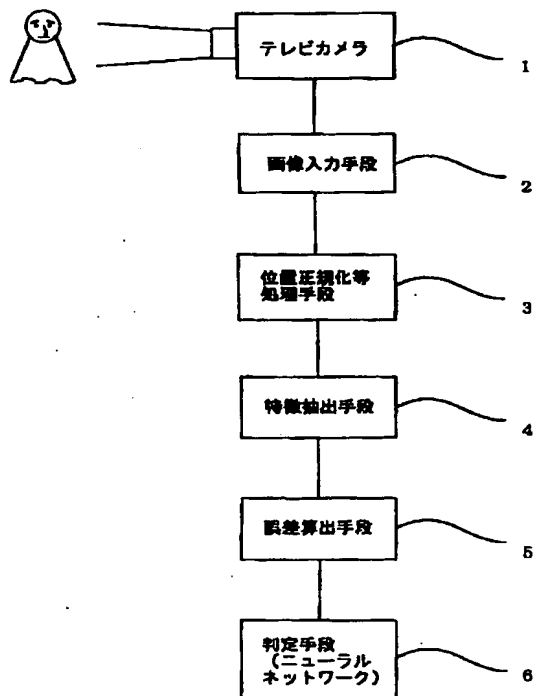 テレビカメラ
1
画像入力手段
2
位置正規化等
処理手段
3
特徴抽出手段
4
誤差算出手段
5
判定手段
(ニューラル
ネットワーク)
6